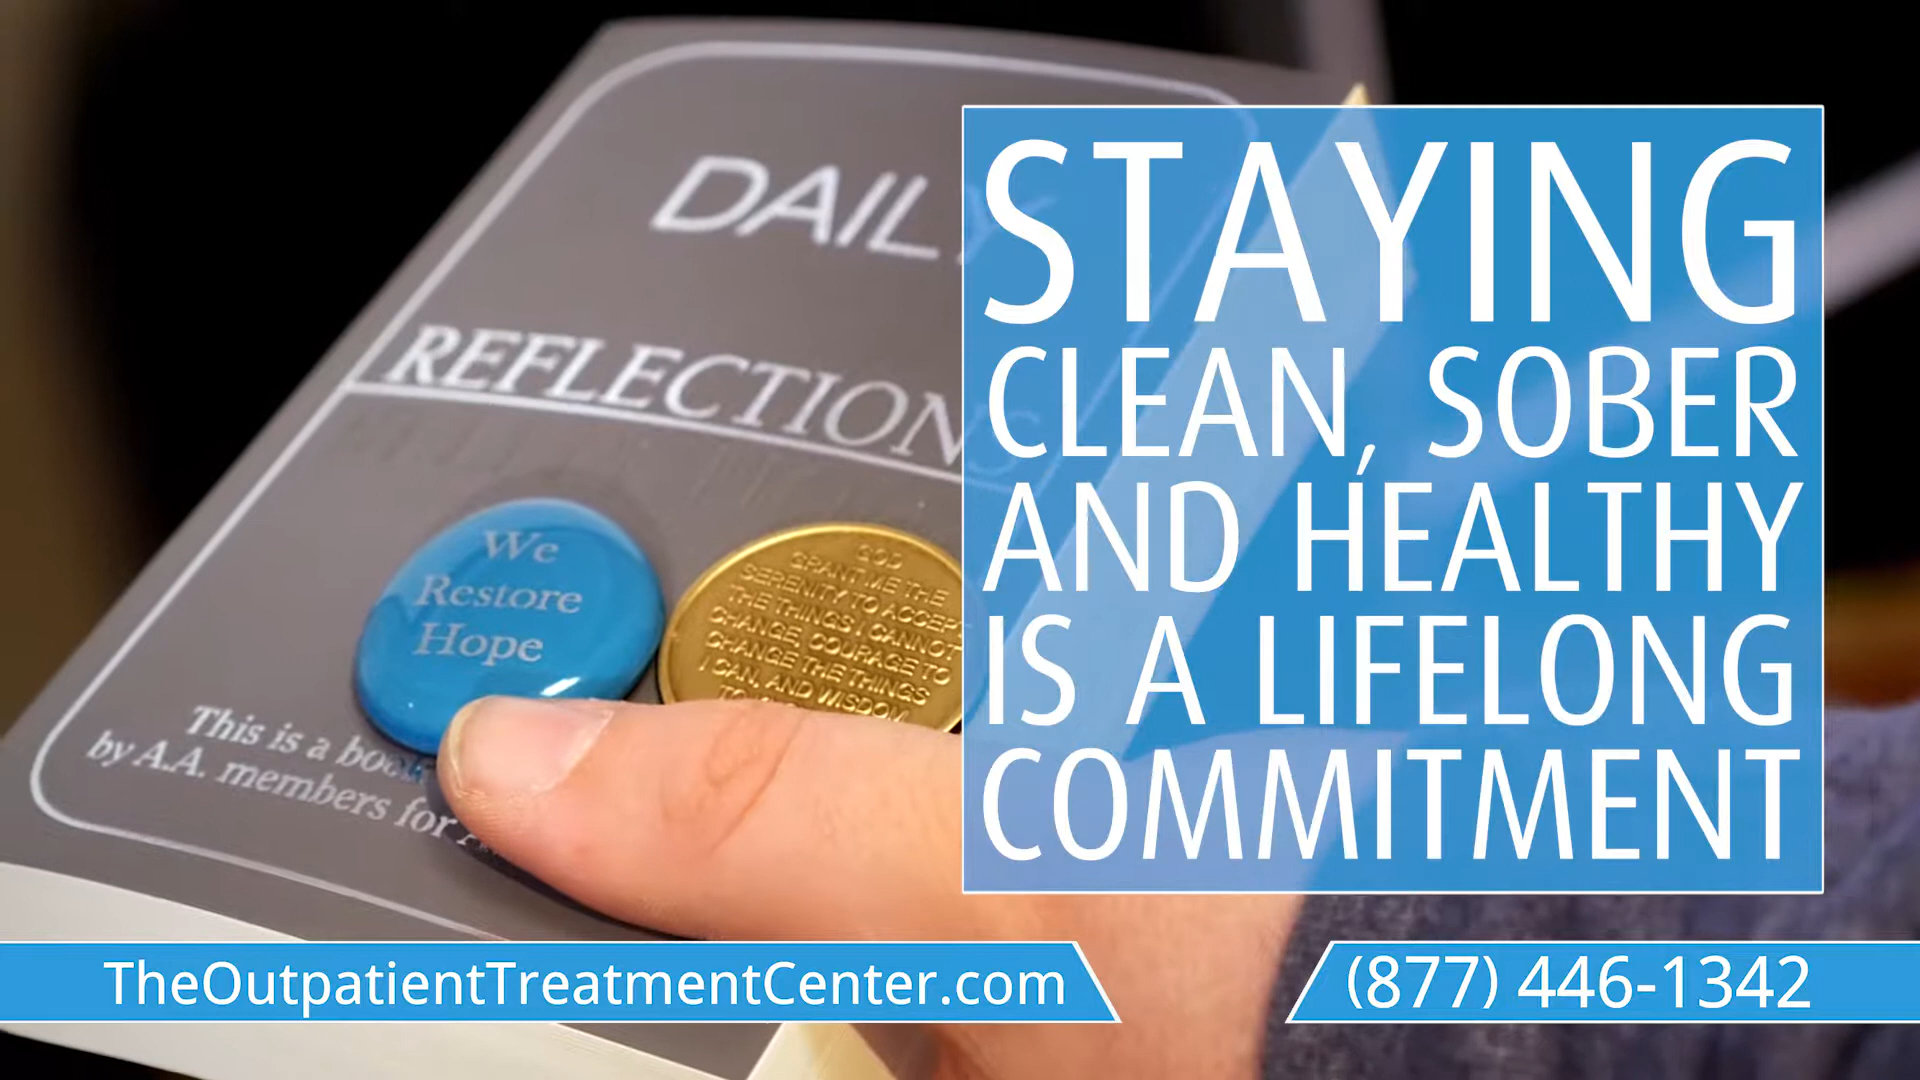 DAILY
REFLECTIONS
We
Restore
Hope
GOD
GRANT ME THE
SERENITY TO ACCEPT
THE THINGS I CANNOT
CHANGE, COURAGE TO
CHANGE THE THINGS
I CAN, AND WISDOM
This is a book
by A.A. members for
STAYING
CLEAN, SOBER
AND HEALTHY
IS A LIFELONG
COMMITMENT
TheOutpatientTreatmentCenter.com
(877) 446-1342